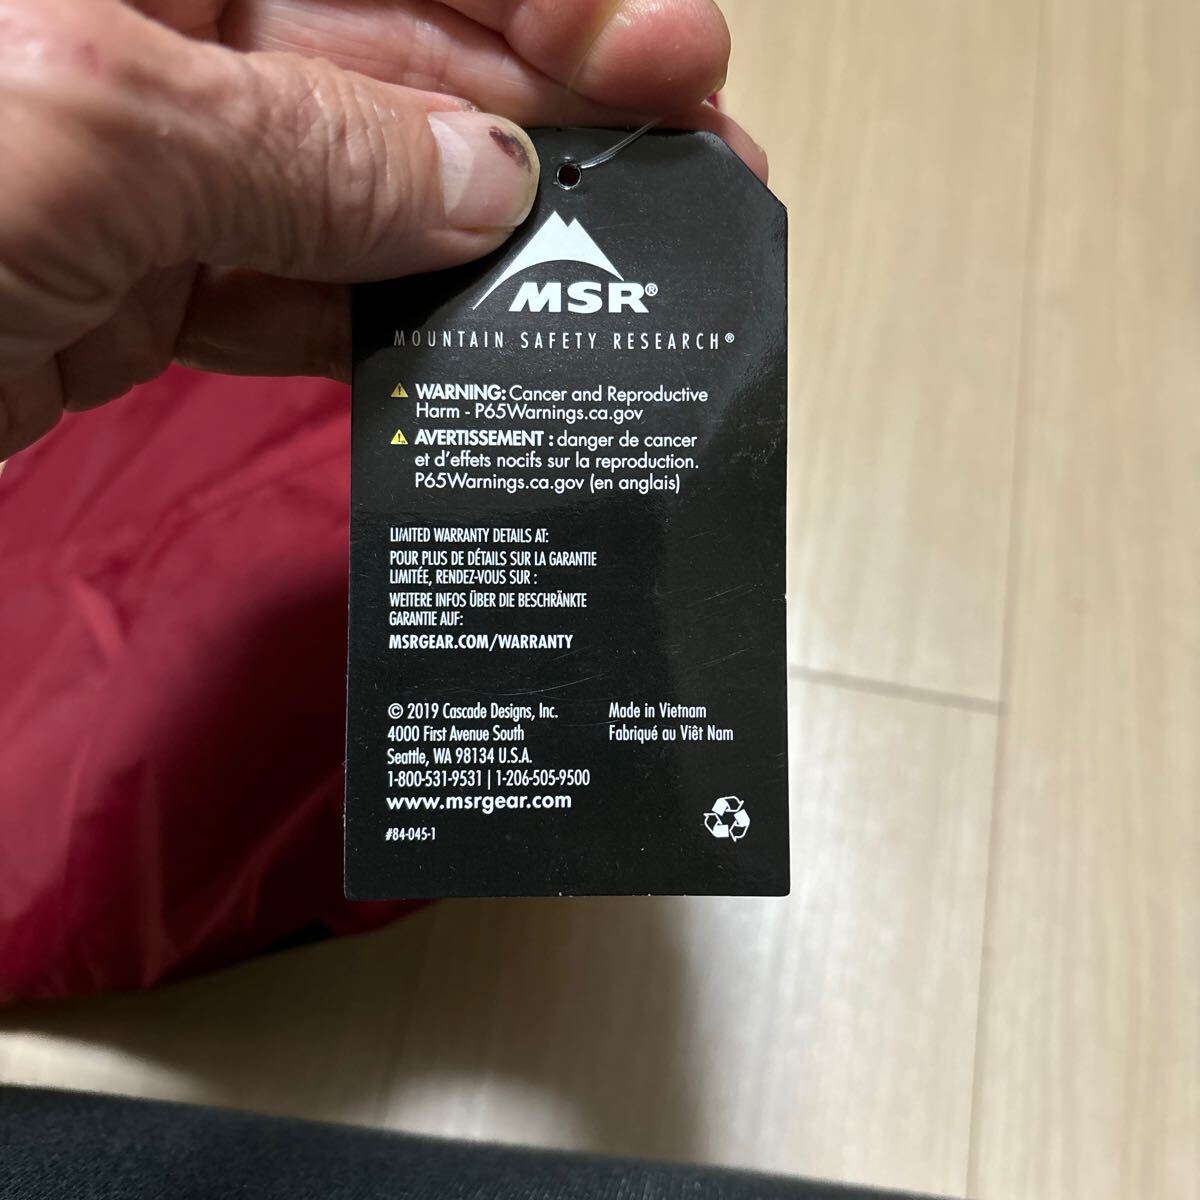 MSR®
MOUNTAIN SAFETY RESEARCH®
WARNING: Cancer and Reproductive
Harm - P65Warnings.ca.gov
AVERTISSEMENT : danger de cancer
et d'effets nocifs sur la reproduction.
P65Warnings.ca.gov (en anglais)
LIMITED WARRANTY DETAILS AT:
POUR PLUS DE DÉTAILS SUR LA GARANTIE
LIMITÉE, RENDEZ-VOUS SUR :
WEITERE INFOS ÜBER DIE BESCHRÄNKTE
GARANTIE AUF:
MSRGEAR.COM/WARRANTY
© 2019 Cascade Designs, Inc.
4000 First Avenue South
Seattle, WA 98134 U.S.A.
1-800-531-9531 | 1-206-505-9500
www.msrgear.com
#84-045-1
Made in Vietnam
Fabriqué au Viêt Nam